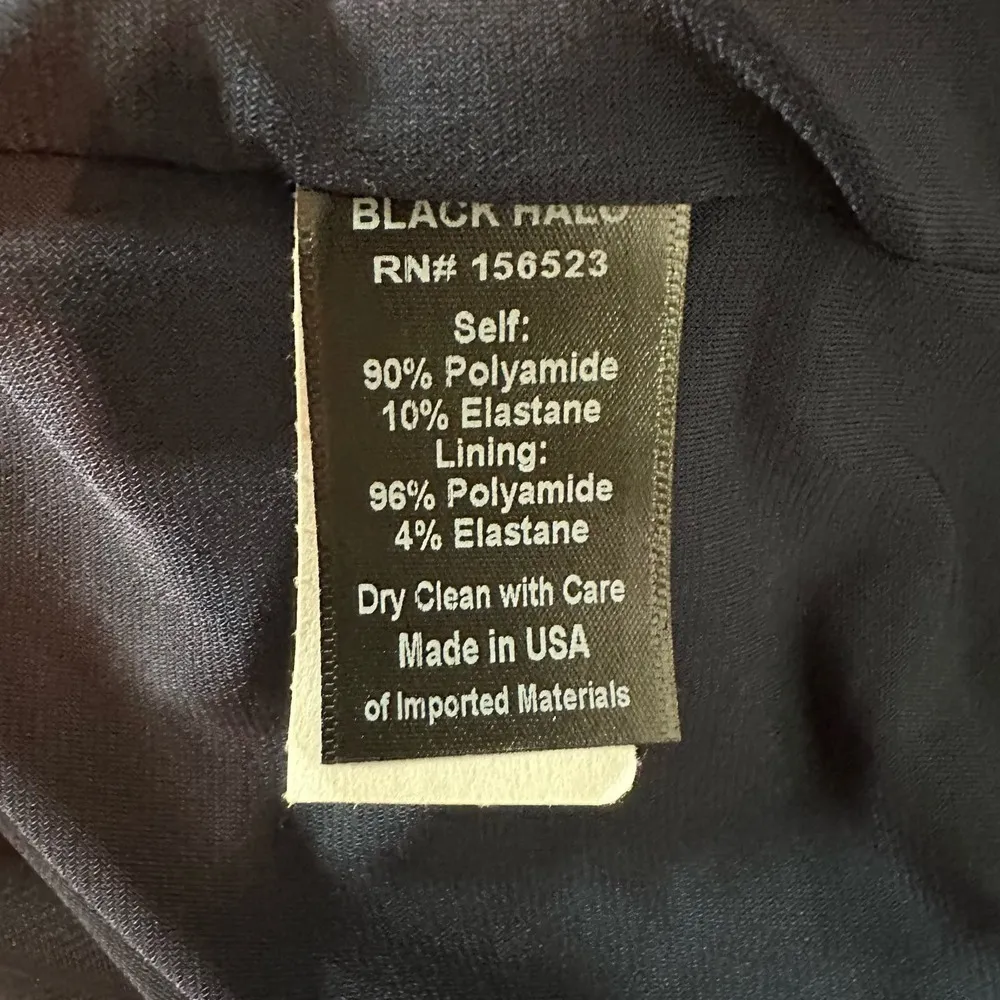 BLACK HALO
RN# 156523
Self:
90% Polyamide
10% Elastane
Lining:
96% Polyamide
4% Elastane
Dry Clean with Care
Made in USA
of Imported Materials